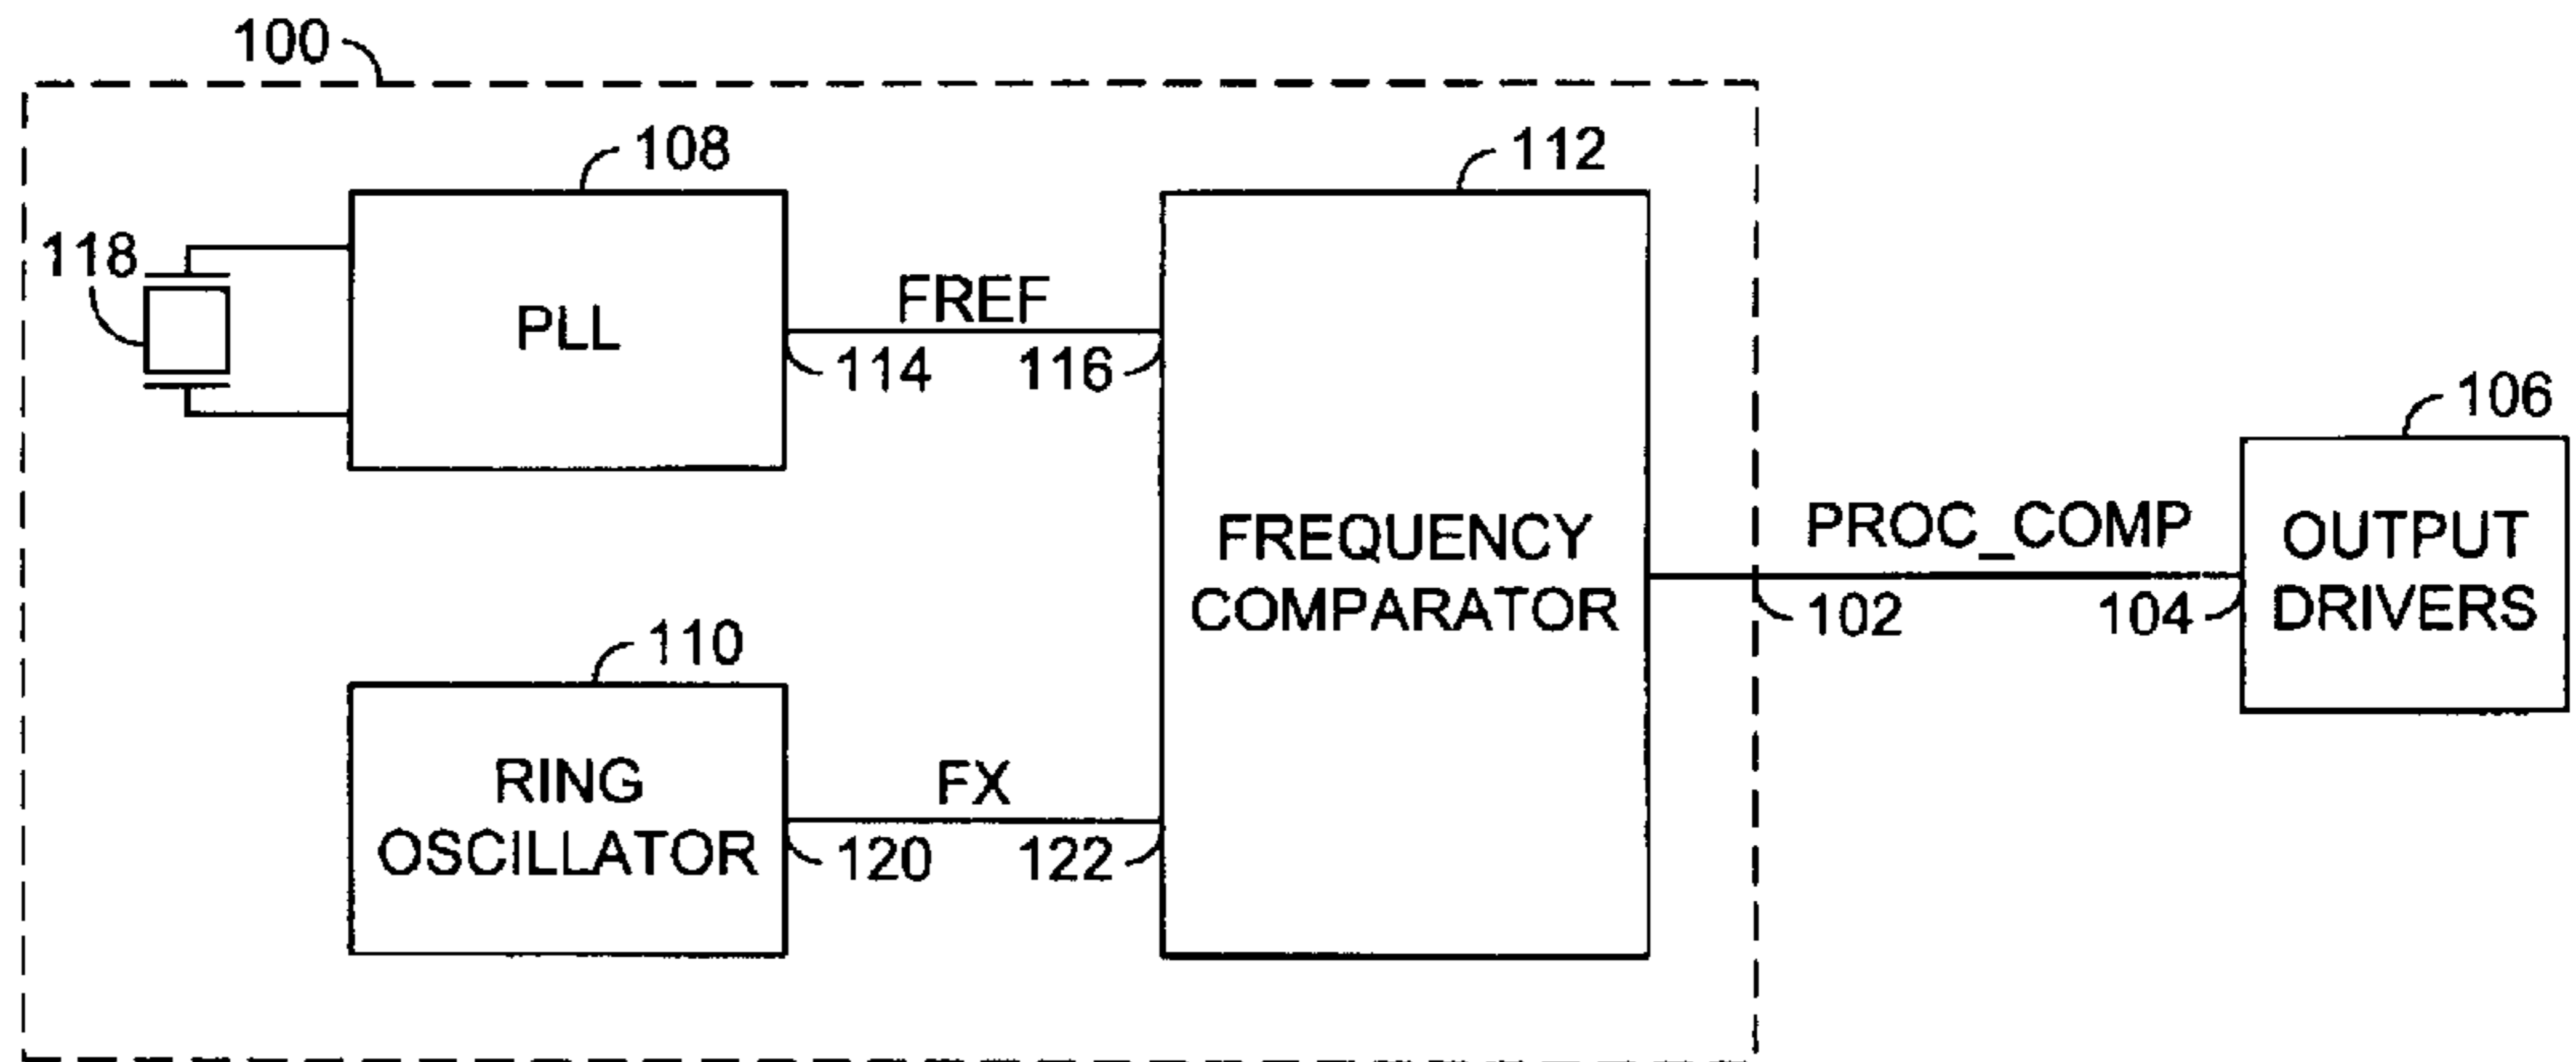 100
108
112
118
PLL
FREF
114
116
106
PROC_COMP
OUTPUT
DRIVERS
FREQUENCY
COMPARATOR
102
104
110
RING
OSCILLATOR
FX
120
122